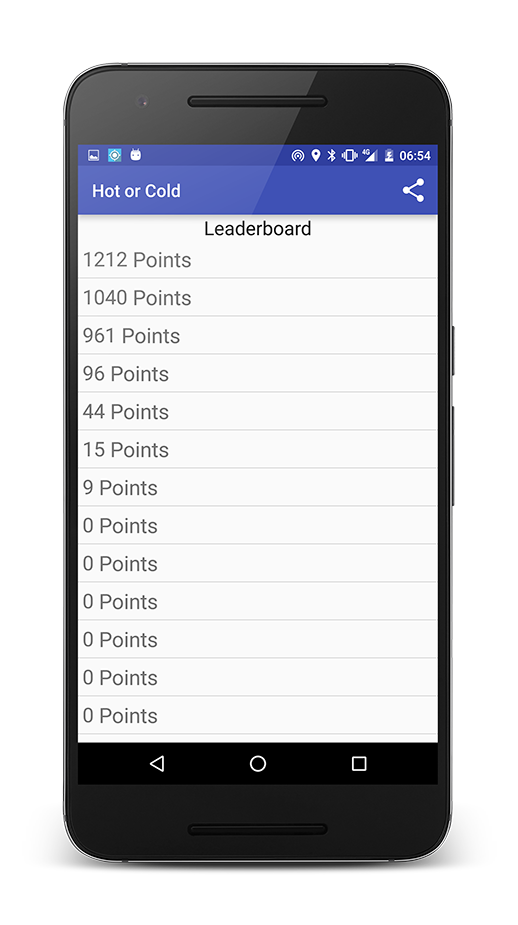 4G 06:54
Hot or Cold
Leaderboard
1212 Points
1040 Points
961 Points
96 Points
44 Points
15 Points
9 Points
0 Points
0 Points
0 Points
0 Points
0 Points
0 Points